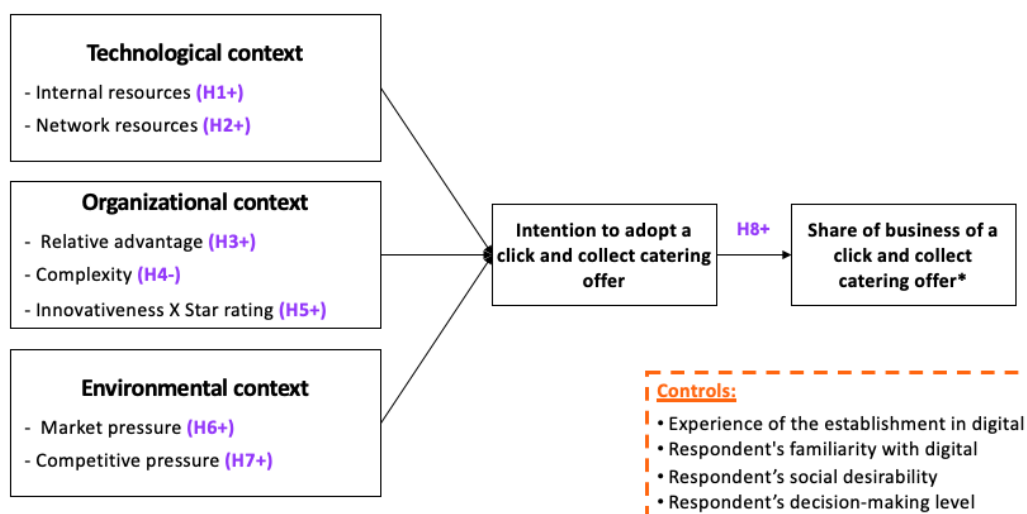 Technological context
- Internal resources (H1+)
- Network resources (H2+)
Organizational context
- Relative advantage (H3+)
- Complexity (H4-)
- Innovativeness X Star rating (H5+)
Environmental context
- Market pressure (H6+)
- Competitive pressure (H7+)
Intention to adopt a
click and collect catering
offer
H8+
Share of business of a
click and collect
catering offer*
Controls:
• Experience of the establishment in digital
• Respondent's familiarity with digital
• Respondent’s social desirability
• Respondent’s decision-making level